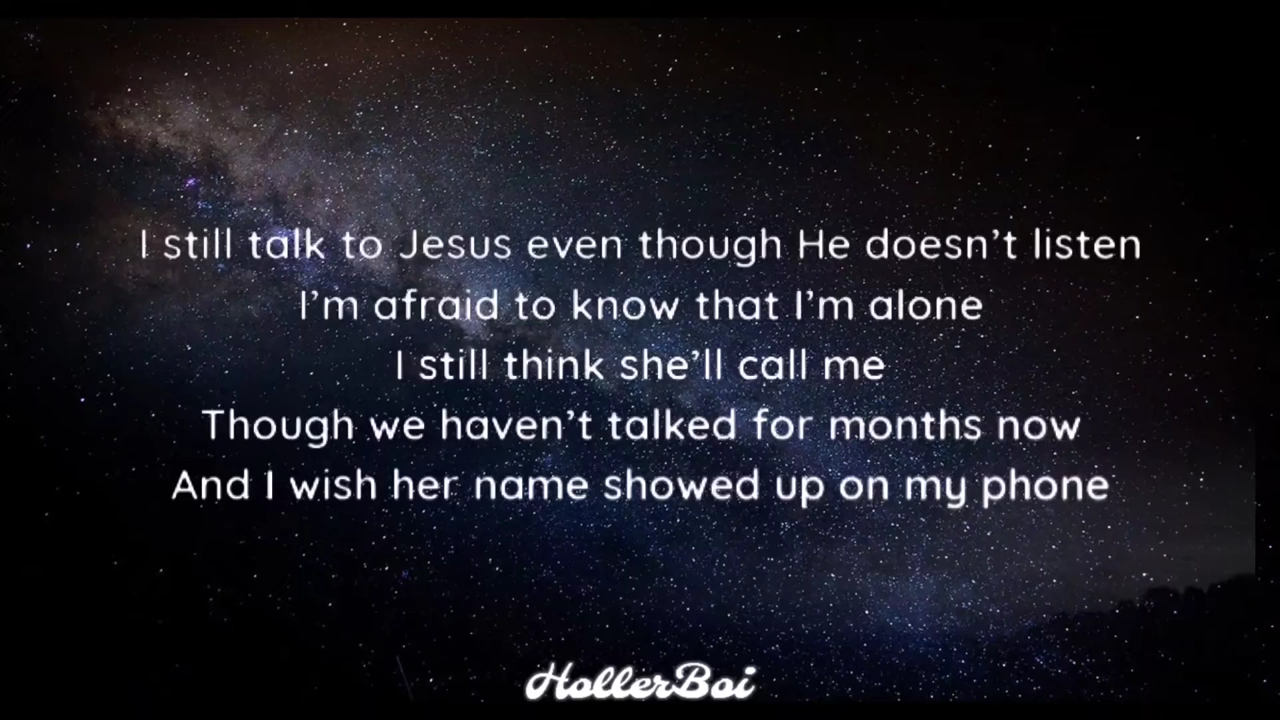 I still talk to Jesus even though He doesn’t listen
I’m afraid to know that I’m alone
I still think she’ll call me
Though we haven’t talked for months now
And I wish her name showed up on my phone
HollerBoi